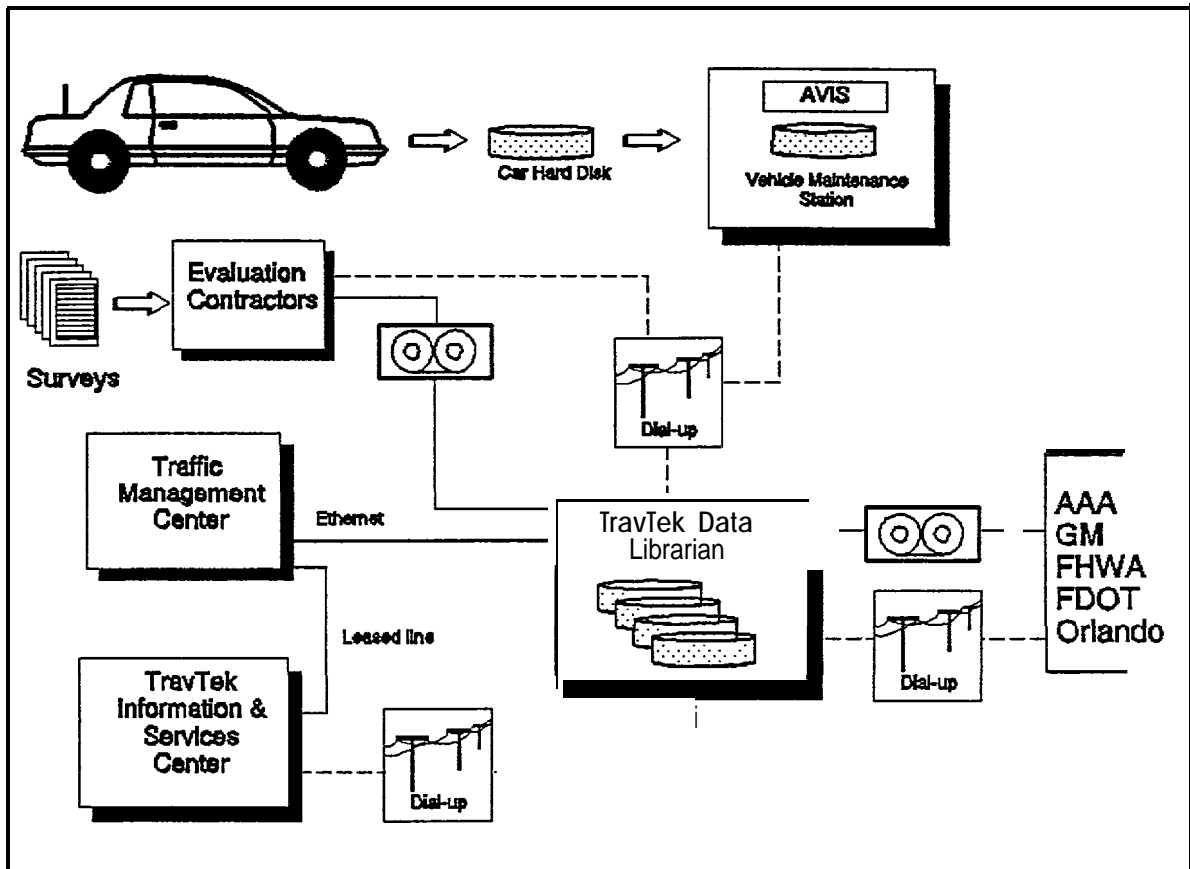 AVIS
Car Hard Disk
Vehicle Maintenance
Station
Evaluation
Contractors
Surveys
Dial-up
Traffic
Management
Center
Ethernet
TravTek Data
Librarian
AAA
GM
FHWA
FDOT
Orlando
Leased line
TravTek
Information &
Services
Center
Dial-up
Dial-up